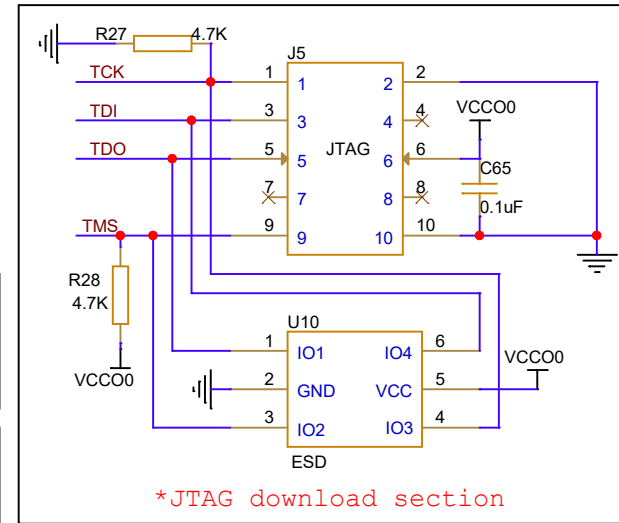 R27 4.7K
J5
TCK 1 1 2 2
TDI 3 3 4 4 VCCO0
TDO 5 5 JTAG 6 6
C65
7 7 8 8 0.1uF
TMS 9 9 10 10
R28
4.7K
U10
VCCO0
1 IO1 IO4 6 VCCO0
2 GND VCC 5
3 IO2 IO3 4
ESD
*JTAG download section